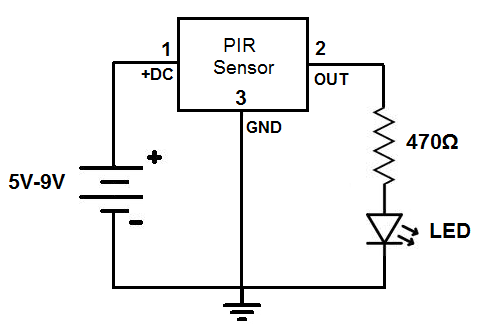 PIR
Sensor
1
+DC
2
OUT
3
GND
5V-9V
+
-
470Ω
LED